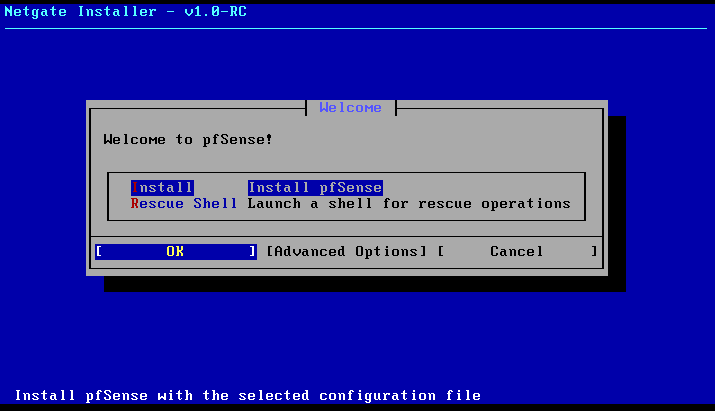 Netgate Installer - v1.0-RC
Welcome
Welcome to pfSense!
Install Install pfSense
Rescue Shell Launch a shell for rescue operations
[ OK ] [Advanced Options] [ Cancel ]
Install pfSense with the selected configuration file